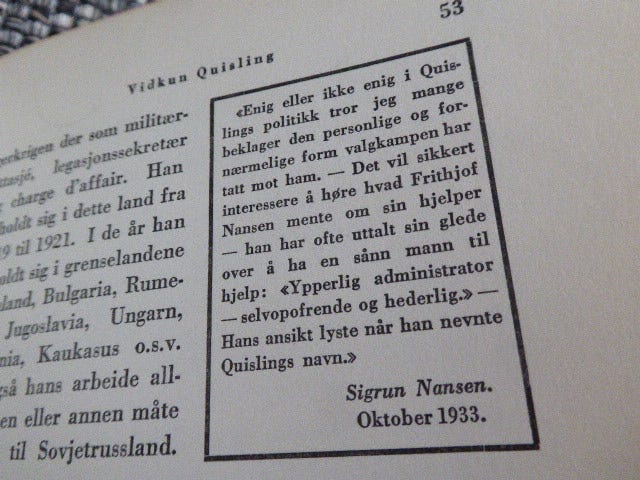 53
Vidkun Quisling
der som militær-
legasjonssekretær
charge d'affair. Han
sig i dette land fra
til 1921. I de år han
sig i grenselandene
Bulgaria, Rume-
Jugoslavia, Ungarn,
Kaukasus o.s.v.
hans arbeide all-
eller annen måte
til Sovjetrussland.
«Enig eller ikke enig i Quis-
lings politikk tror jeg mange
beklager den personlige og for-
nærmelige form valgkampen har
tatt mot ham. — Det vil sikkert
interessere å høre hvad Frithjof
Nansen mente om sin hjelper
— han har ofte uttalt sin glede
over å ha en sånn mann til
hjelp: «Ypperlig administrator
— selvopofrende og hederlig.» —
Hans ansikt lyste når han nevnte
Quislings navn.»
Sigrun Nansen.
Oktober 1933.